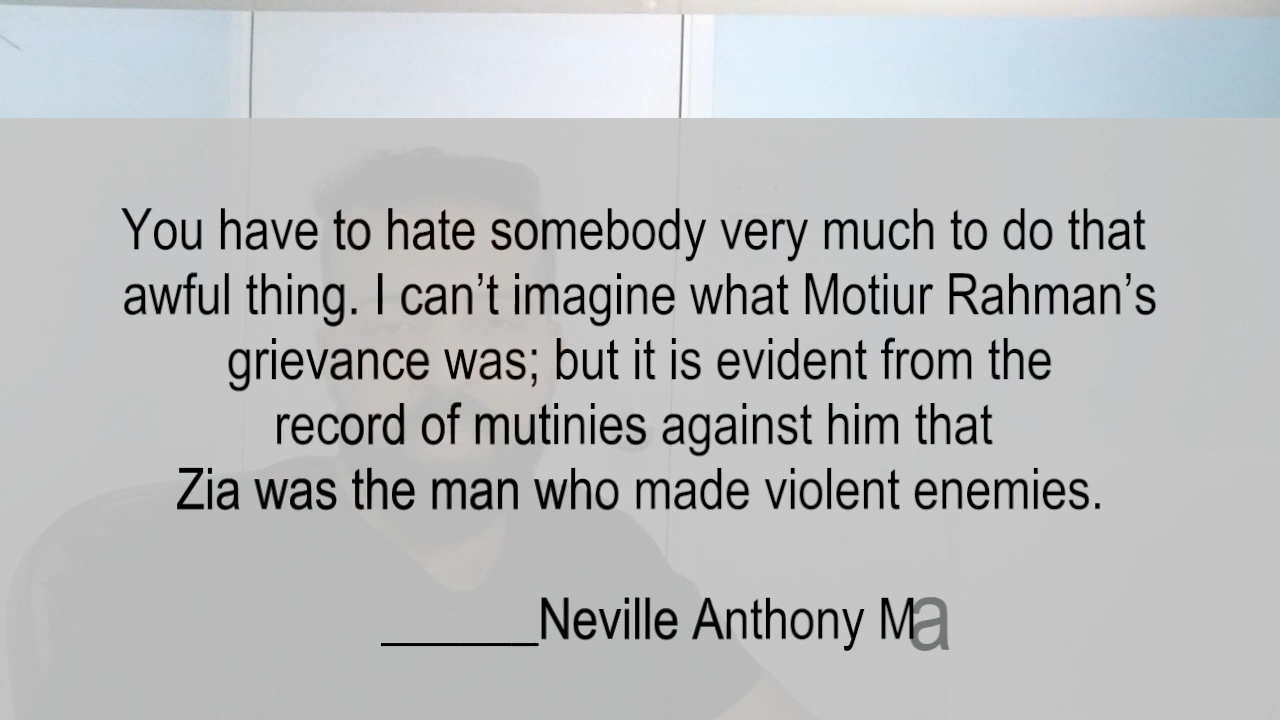 You have to hate somebody very much to do that
awful thing. I can’t imagine what Motiur Rahman’s
grievance was; but it is evident from the
record of mutinies against him that
Zia was the man who made violent enemies.
______Neville Anthony Ma